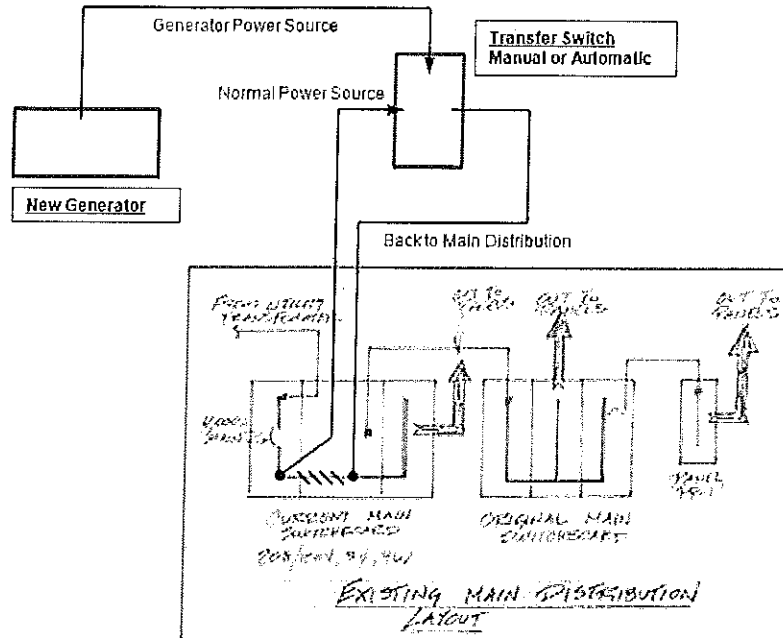 Generator Power Source
Transfer Switch
Manual or Automatic
Normal Power Source
New Generator
Back to Main Distribution
FROM UTILITY
TRANSFORMER
OUT TO
OUT TO
PANELS
OUT TO
PANELS
CURRENT MAIN
SWITCHBOARD
ORIGINAL MAIN
SWITCHBOARD
PANEL
EXISTING MAIN DISTRIBUTION
LAYOUT